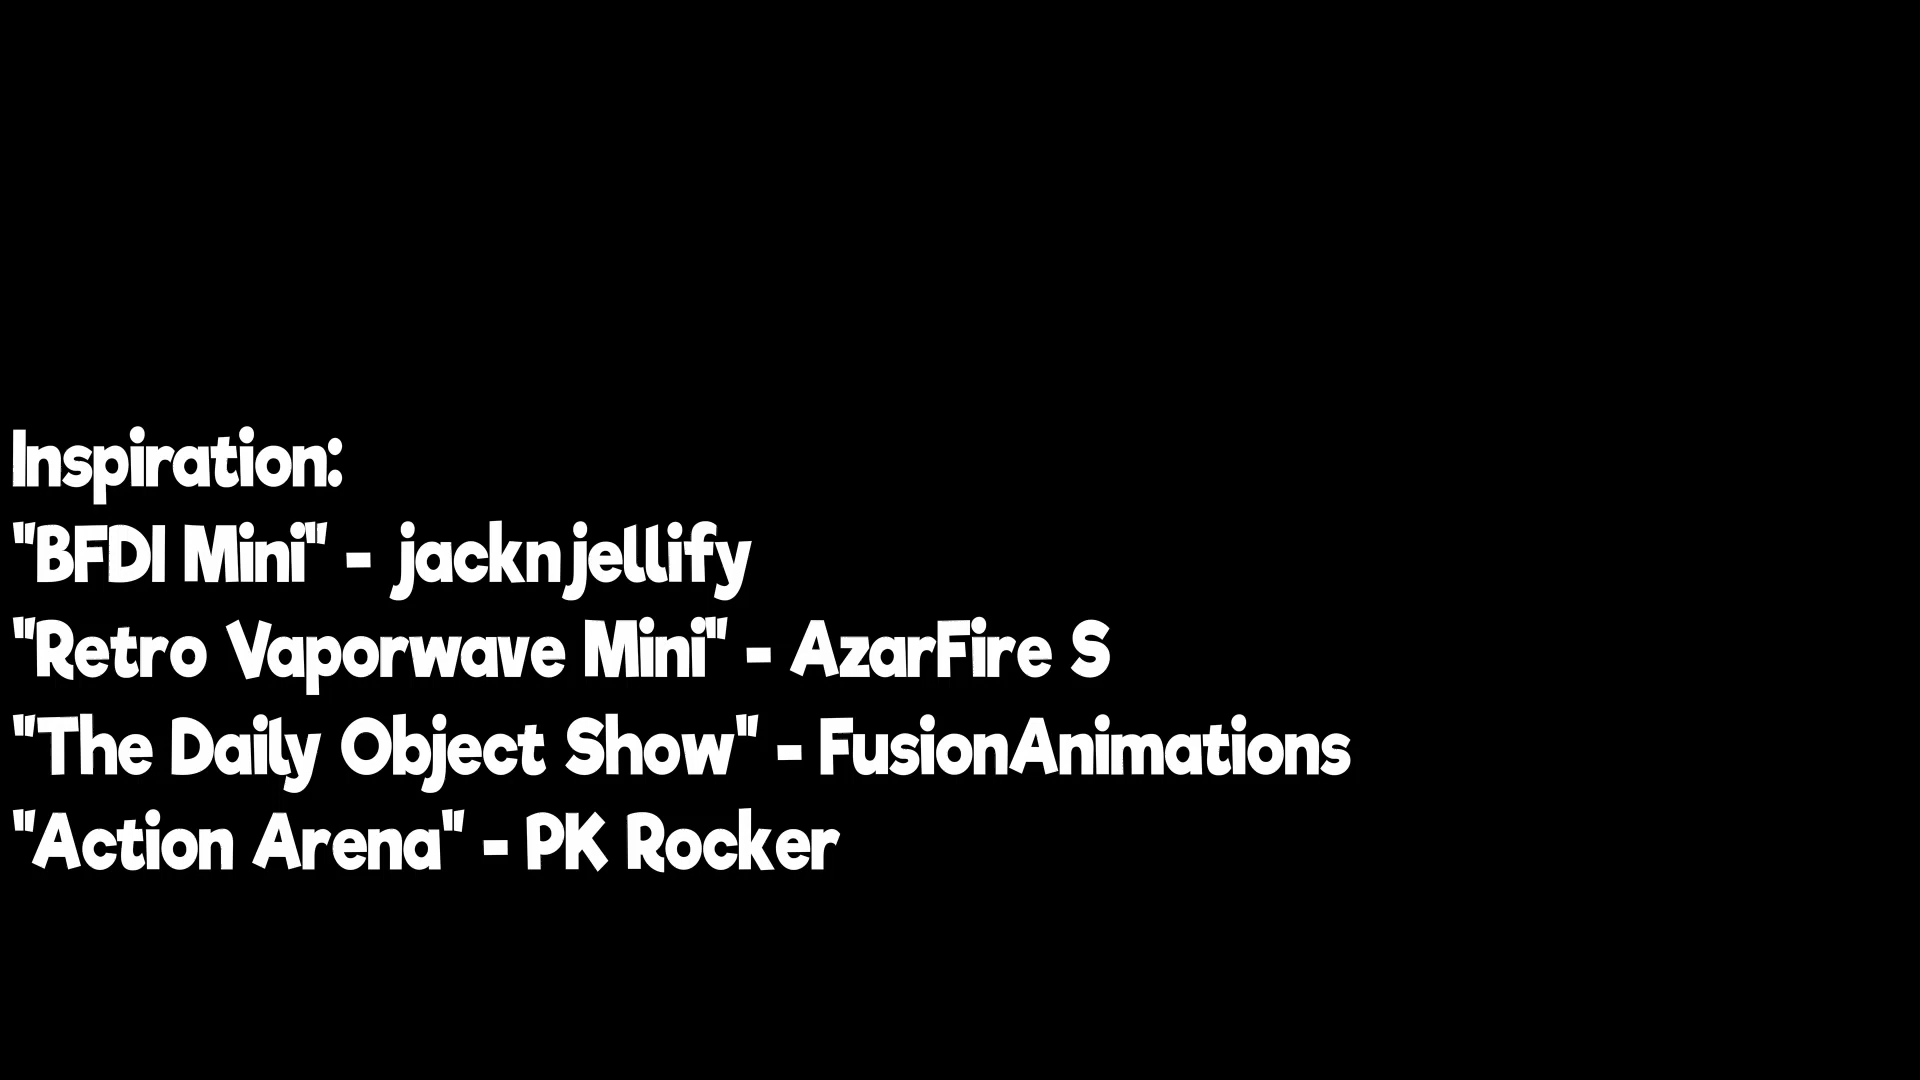 Inspiration:
"BFDI Mini" - jacknjellify
"Retro Vaporwave Mini" - AzarFire S
"The Daily Object Show" - FusionAnimations
"Action Arena" - PK Rocker